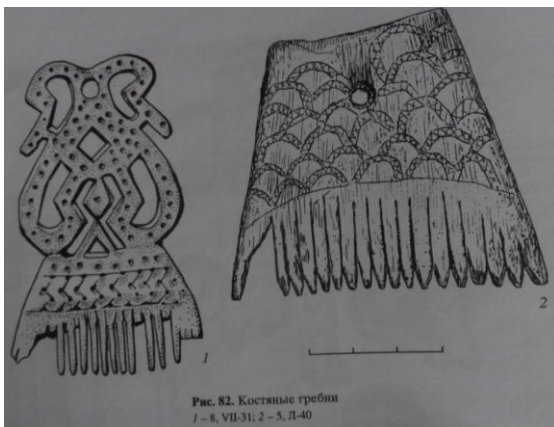 1
2
Рис. 82. Костяные гребни
1 – 8, VII-31; 2 – 5, Л-40